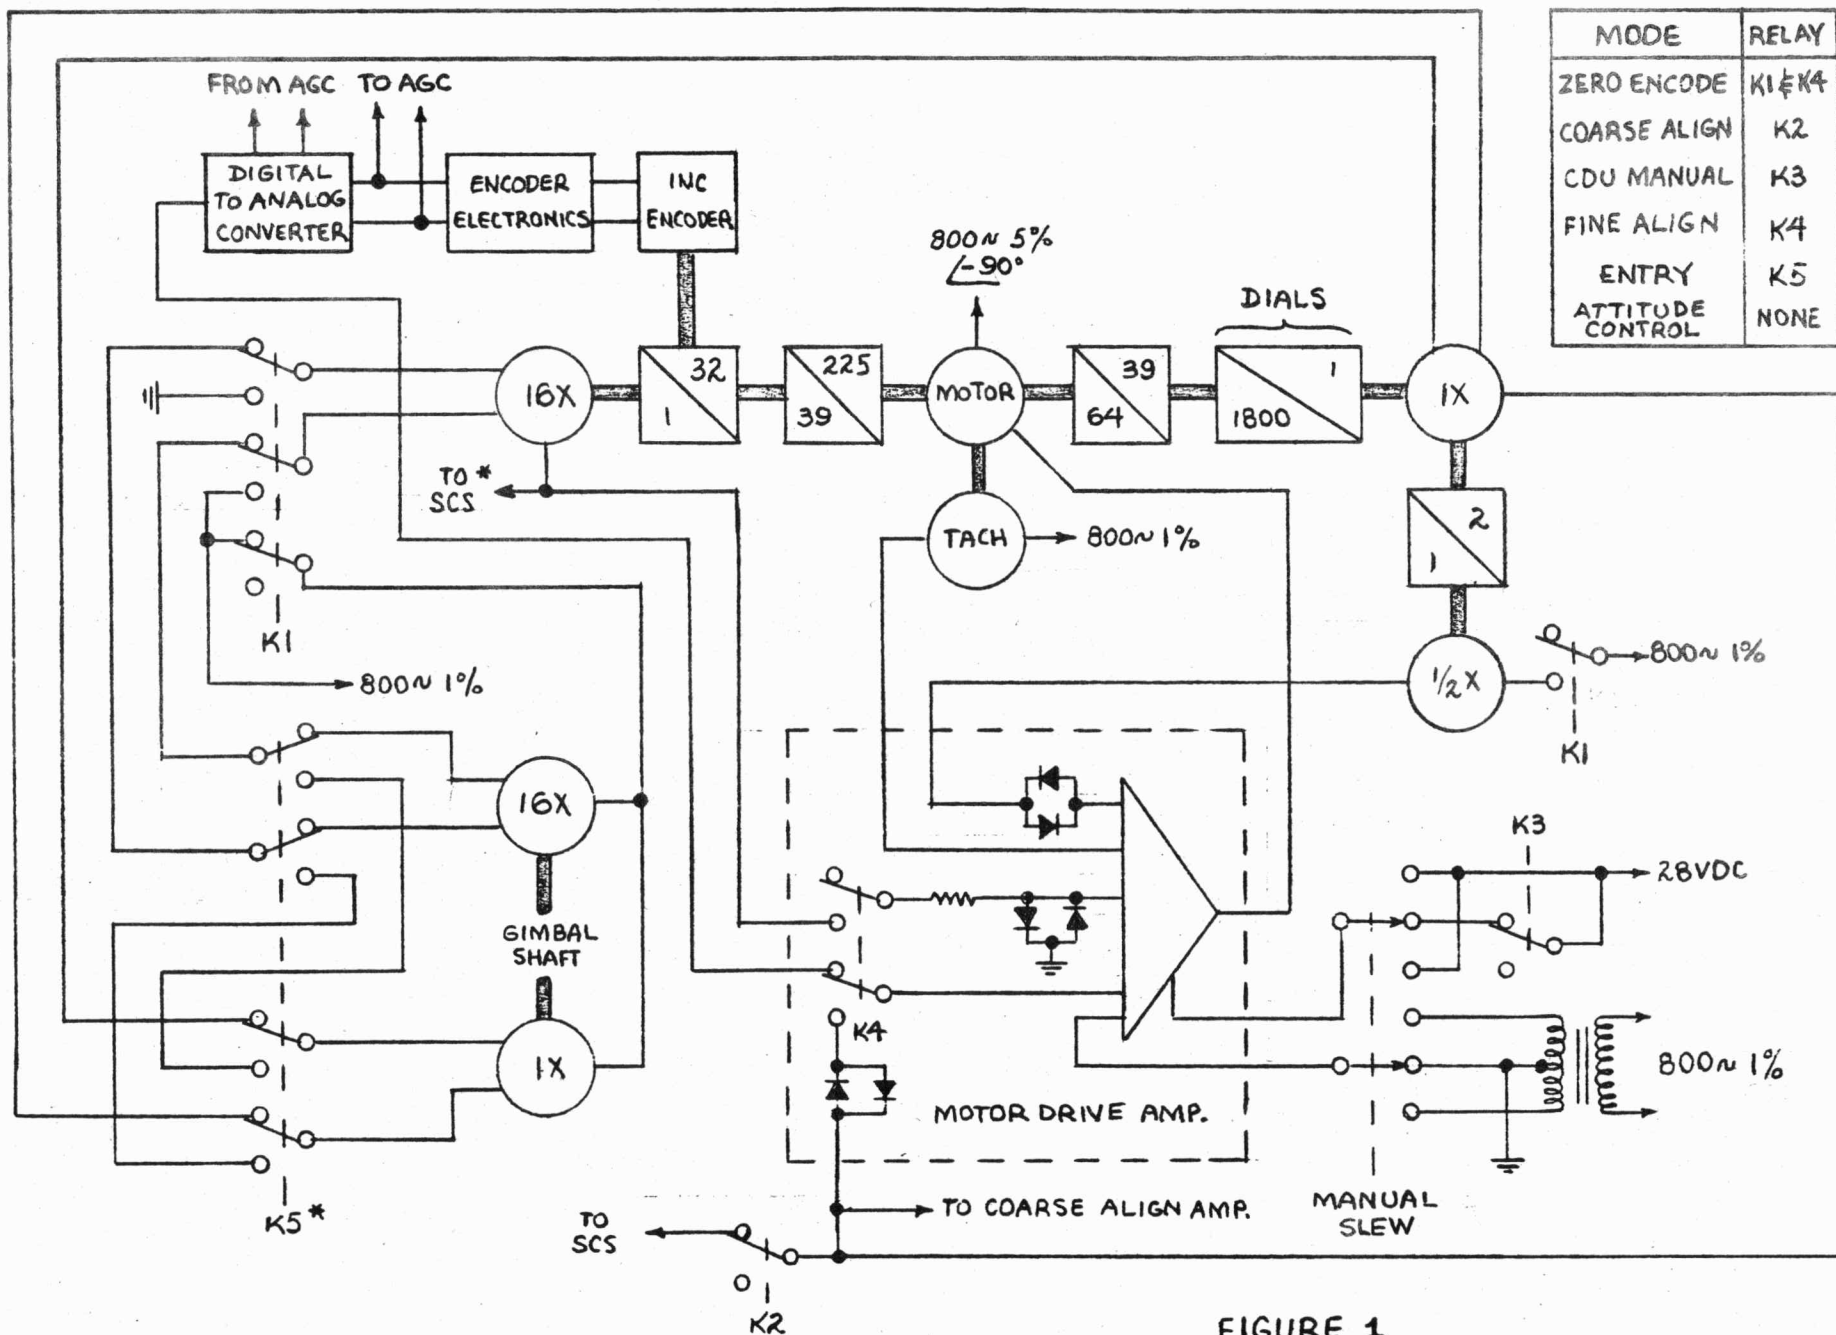 MODE RELAY
ZERO ENCODE K1 & K4
COARSE ALIGN K2
CDU MANUAL K3
FINE ALIGN K4
ENTRY K5
ATTITUDE
CONTROL NONE
FROM AGC TO AGC
DIGITAL
TO ANALOG
CONVERTER
ENCODER
ELECTRONICS
INC
ENCODER
800~ 5%
∠-90°
DIALS
16X
32
1
225
39
MOTOR
39
64
1
1800
1X
TO *
SCS
TACH
800~ 1%
2
1
K1
800~ 1%
1/2X
800~ 1%
K1
16X
GIMBAL
SHAFT
1X
K5*
K3
28VDC
K4
800~ 1%
MOTOR DRIVE AMP.
TO COARSE ALIGN AMP.
MANUAL
SLEW
TO
SCS
K2
FIGURE 1